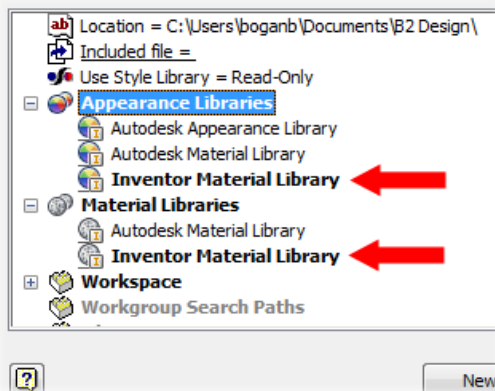 ab Location = C:\Users\boganb\Documents\B2 Design\
Included file =
Use Style Library = Read-Only
Appearance Libraries
Autodesk Appearance Library
Autodesk Material Library
Inventor Material Library
Material Libraries
Autodesk Material Library
Inventor Material Library
Workspace
Workgroup Search Paths
? New